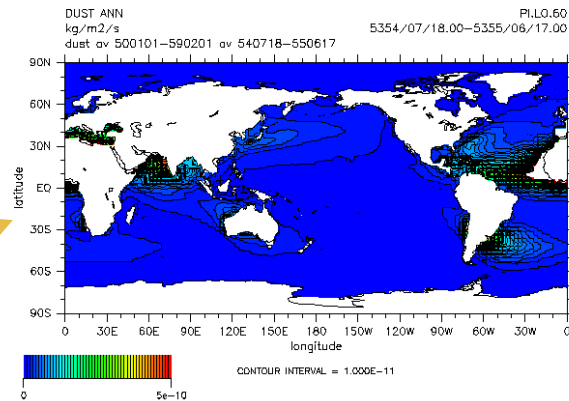 DUST ANN
PI.LO.60
kg/m2/s
5354/07/18.00-5355/06/17.00
dust av 500101-590201 av 540718-550617
90N
60N
30N
EQ
30S
60S
90S
latitude
0 30E 60E 90E 120E 150E 180 150W 120W 90W 60W 30W 0
longitude
CONTOUR INTERVAL = 1.000E-11
0 5e-10